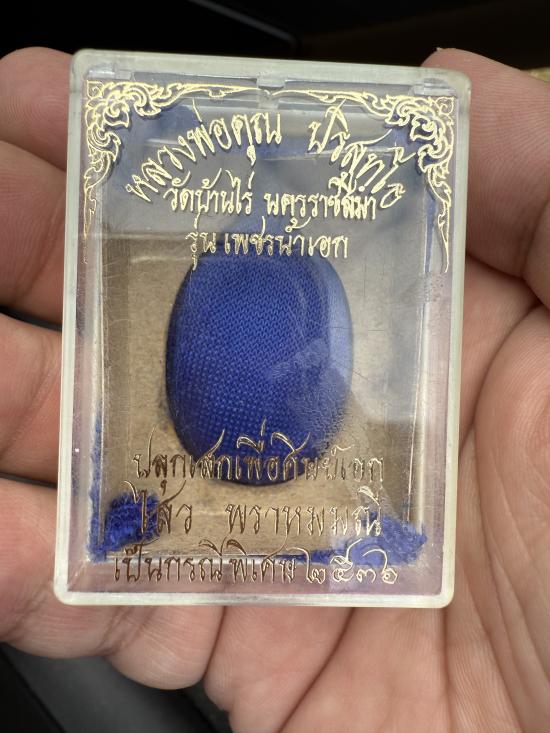 หลวงพ่อคูณ ปริสุทฺโธ
วัดบ้านไร่ นครราชสีมา
รุ่น เพชรน้ำเอก
ปลุกเสกเพื่อศิษย์เอก
ไสว พราหมมณี
เป็นกรณีพิเศษ ๒๕๓๖